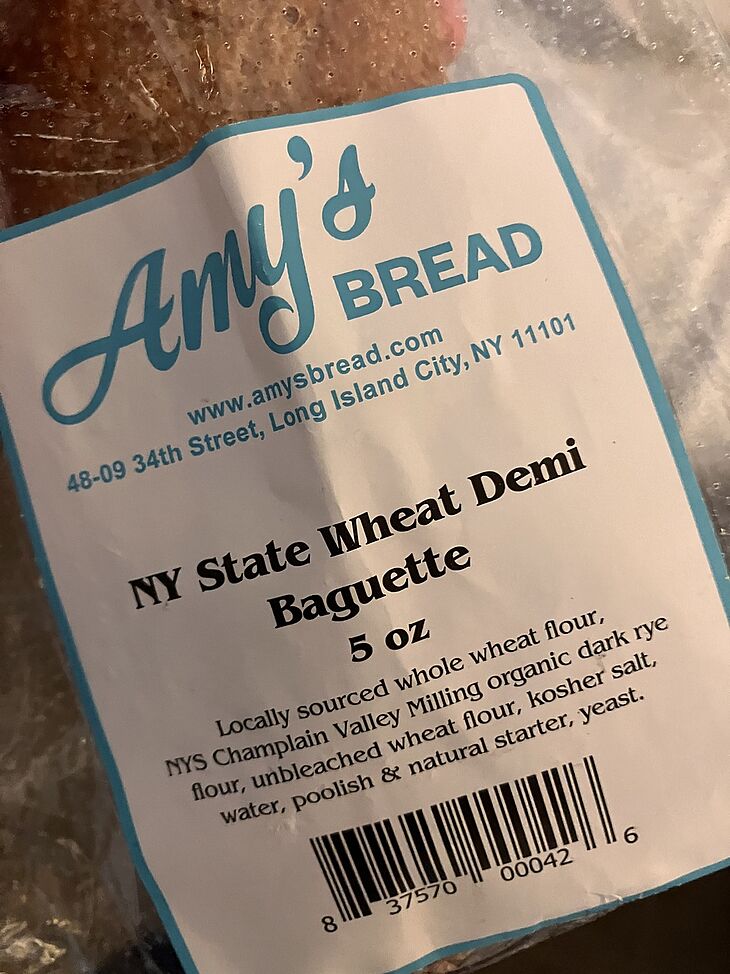 Amy's
BREAD
www.amysbread.com
48-09 34th Street, Long Island City, NY 11101
NY State Wheat Demi
Baguette
5 oz
Locally sourced whole wheat flour,
NYS Champlain Valley Milling organic dark rye
flour, unbleached wheat flour, kosher salt,
water, poolish & natural starter, yeast.
8 37570 00042 6